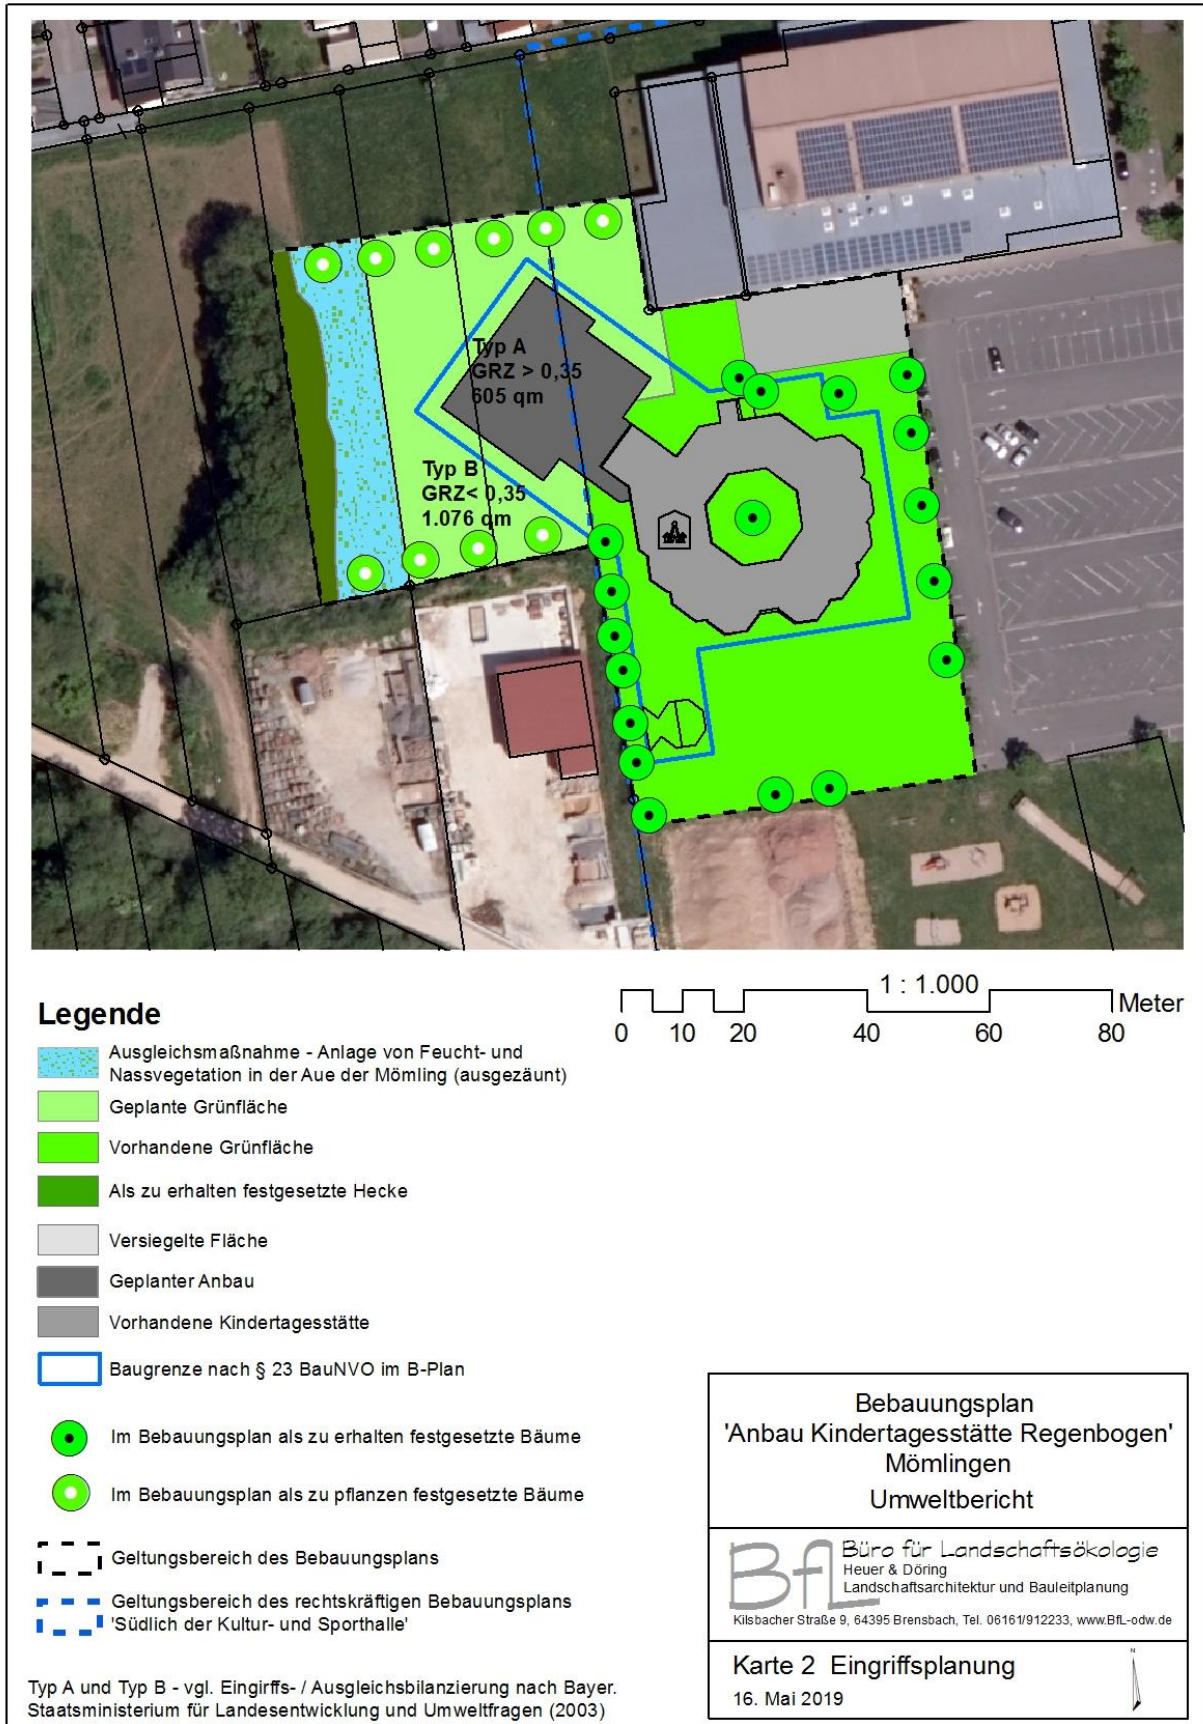 Typ A
GRZ > 0,35
605 qm
Typ B
GRZ< 0,35
1.076 qm
1 : 1.000
Meter
0 10 20 40 60 80
Legende
Ausgleichsmaßnahme - Anlage von Feucht- und
Nassvegetation in der Aue der Mömling (ausgezäunt)
Geplante Grünfläche
Vorhandene Grünfläche
Als zu erhalten festgesetzte Hecke
Versiegelte Fläche
Geplanter Anbau
Vorhandene Kindertagesstätte
Baugrenze nach § 23 BauNVO im B-Plan
Im Bebauungsplan als zu erhalten festgesetzte Bäume
Im Bebauungsplan als zu pflanzen festgesetzte Bäume
Geltungsbereich des Bebauungsplans
Geltungsbereich des rechtskräftigen Bebauungsplans
'Südlich der Kultur- und Sporthalle'
Typ A und Typ B - vgl. Eingirffs- / Ausgleichsbilanzierung nach Bayer.
Staatsministerium für Landesentwicklung und Umweltfragen (2003)
Bebauungsplan
'Anbau Kindertagesstätte Regenbogen'
Mömlingen
Umweltbericht
BfL
Büro für Landschaftsökologie
Heuer & Döring
Landschaftsarchitektur und Bauleitplanung
Kilsbacher Straße 9, 64395 Brensbach, Tel. 06161/912233, www.BfL-odw.de
Karte 2 Eingriffsplanung
16. Mai 2019
N